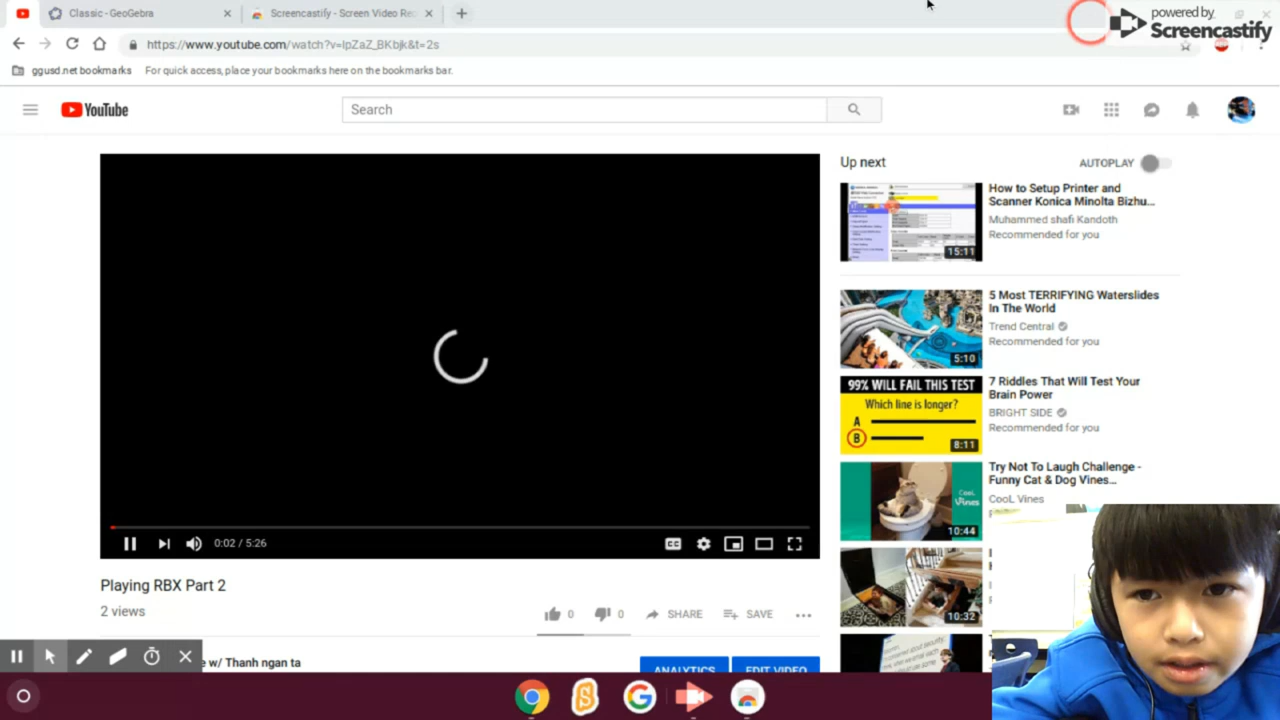 Classic - GeoGebra
Screencastify - Screen Video Rec
powered by
Screencastify
https://www.youtube.com/watch?v=lpZaZ_BKbjk&t=2s
ggusd.net bookmarks
For quick access, place your bookmarks here on the bookmarks bar.
YouTube
Search
Up next
AUTOPLAY
How to Setup Printer and
Scanner Konica Minolta Bizhu...
Muhammed shafi Kandoth
Recommended for you
15:11
5 Most TERRIFYING Waterslides
In The World
Trend Central
Recommended for you
5:10
99% WILL FAIL THIS TEST
Which line is longer?
A
B
8:11
7 Riddles That Will Test Your
Brain Power
BRIGHT SIDE
Recommended for you
Try Not To Laugh Challenge -
Funny Cat & Dog Vines...
CooL Vines
CooL
Vines
10:44
10:32
0:02 / 5:26
CC
Playing RBX Part 2
2 views
0
0
SHARE
SAVE
e w/ Thanh ngan ta
ANALYTICS
EDIT VIDEO